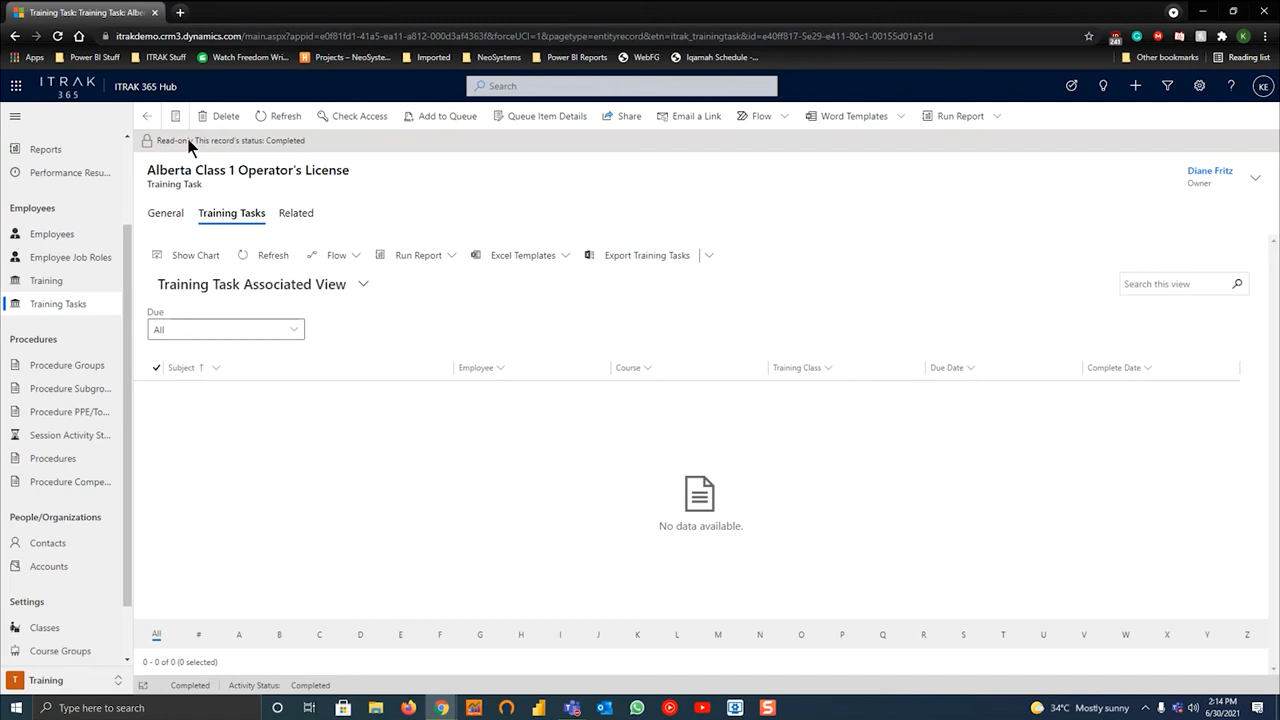 Training Task: Training Task: Albe
itrakdemo.crm3.dynamics.com/main.aspx?appid=e0f81fd1-41a5-ea11-a812-000d3af4363f&forceUCI=1&pagetype=entityrecord&etn=itrak_trainingtask&id=e40ff817-5e29-e411-80c1-00155d01a51d
241
K
Apps
Power BI Stuff
ITRAK Stuff
Watch Freedom Wri...
Projects – NeoSyste...
Imported
NeoSystems
Power BI Reports
WebFG
Iqamah Schedule -...
Other bookmarks
Reading list
ITRAK 365
ITRAK 365 Hub
Search
KE
Delete
Refresh
Check Access
Add to Queue
Queue Item Details
Share
Email a Link
Flow
Word Templates
Run Report
Read-only This record's status: Completed
Alberta Class 1 Operator's License
Training Task
Diane Fritz
Owner
General
Training Tasks
Related
Show Chart
Refresh
Flow
Run Report
Excel Templates
Export Training Tasks
Training Task Associated View
Search this view
Due
All
Subject ↑
Employee
Course
Training Class
Due Date
Complete Date
No data available.
All # A B C D E F G H I J K L M N O P Q R S T U V W X Y Z
0 - 0 of 0 (0 selected)
Completed
Activity Status:
Completed
Reports
Performance Resu...
Employees
Employees
Employee Job Roles
Training
Training Tasks
Procedures
Procedure Groups
Procedure Subgro...
Procedure PPE/To...
Session Activity St...
Procedures
Procedure Compe...
People/Organizations
Contacts
Accounts
Settings
Classes
Course Groups
T
Training
Type here to search
34°C Mostly sunny
2:14 PM
6/30/2021